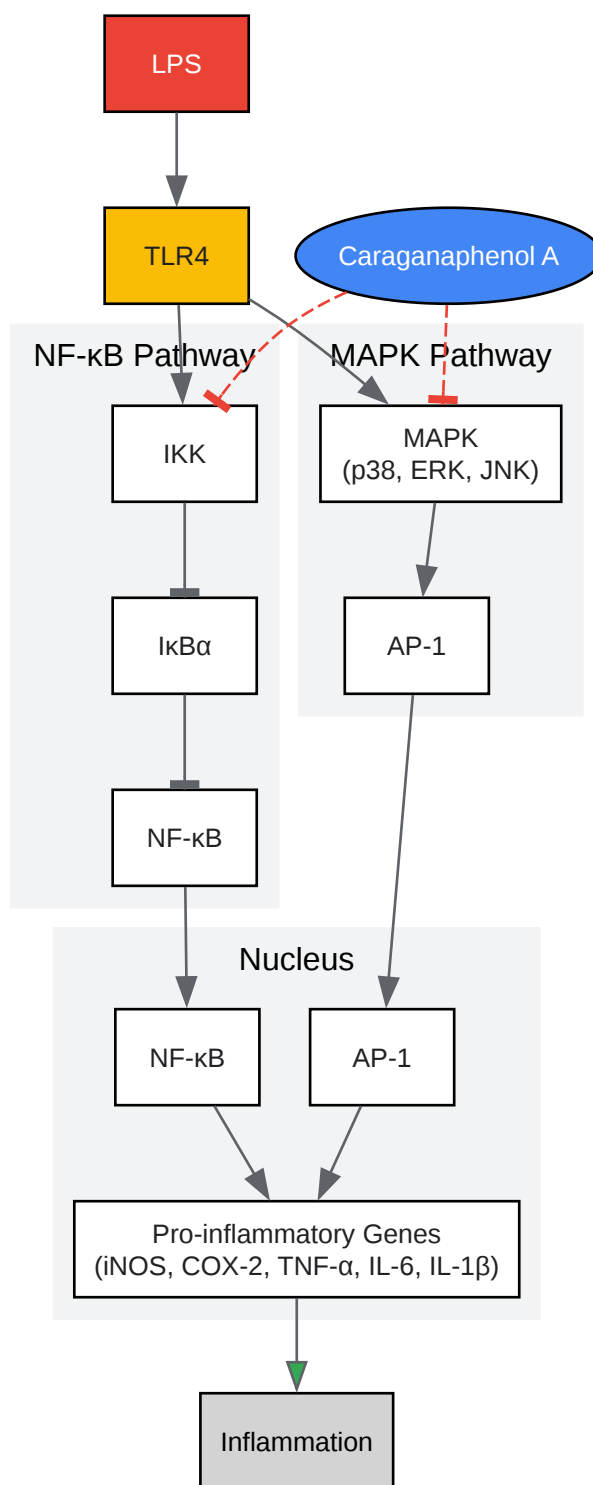 LPS
TLR4
Caraganaphenol A
NF-κB Pathway
MAPK Pathway
IKK
MAPK
(p38, ERK, JNK)
IκBα
AP-1
NF-κB
Nucleus
NF-κB
AP-1
Pro-inflammatory Genes
(iNOS, COX-2, TNF-α, IL-6, IL-1β)
Inflammation